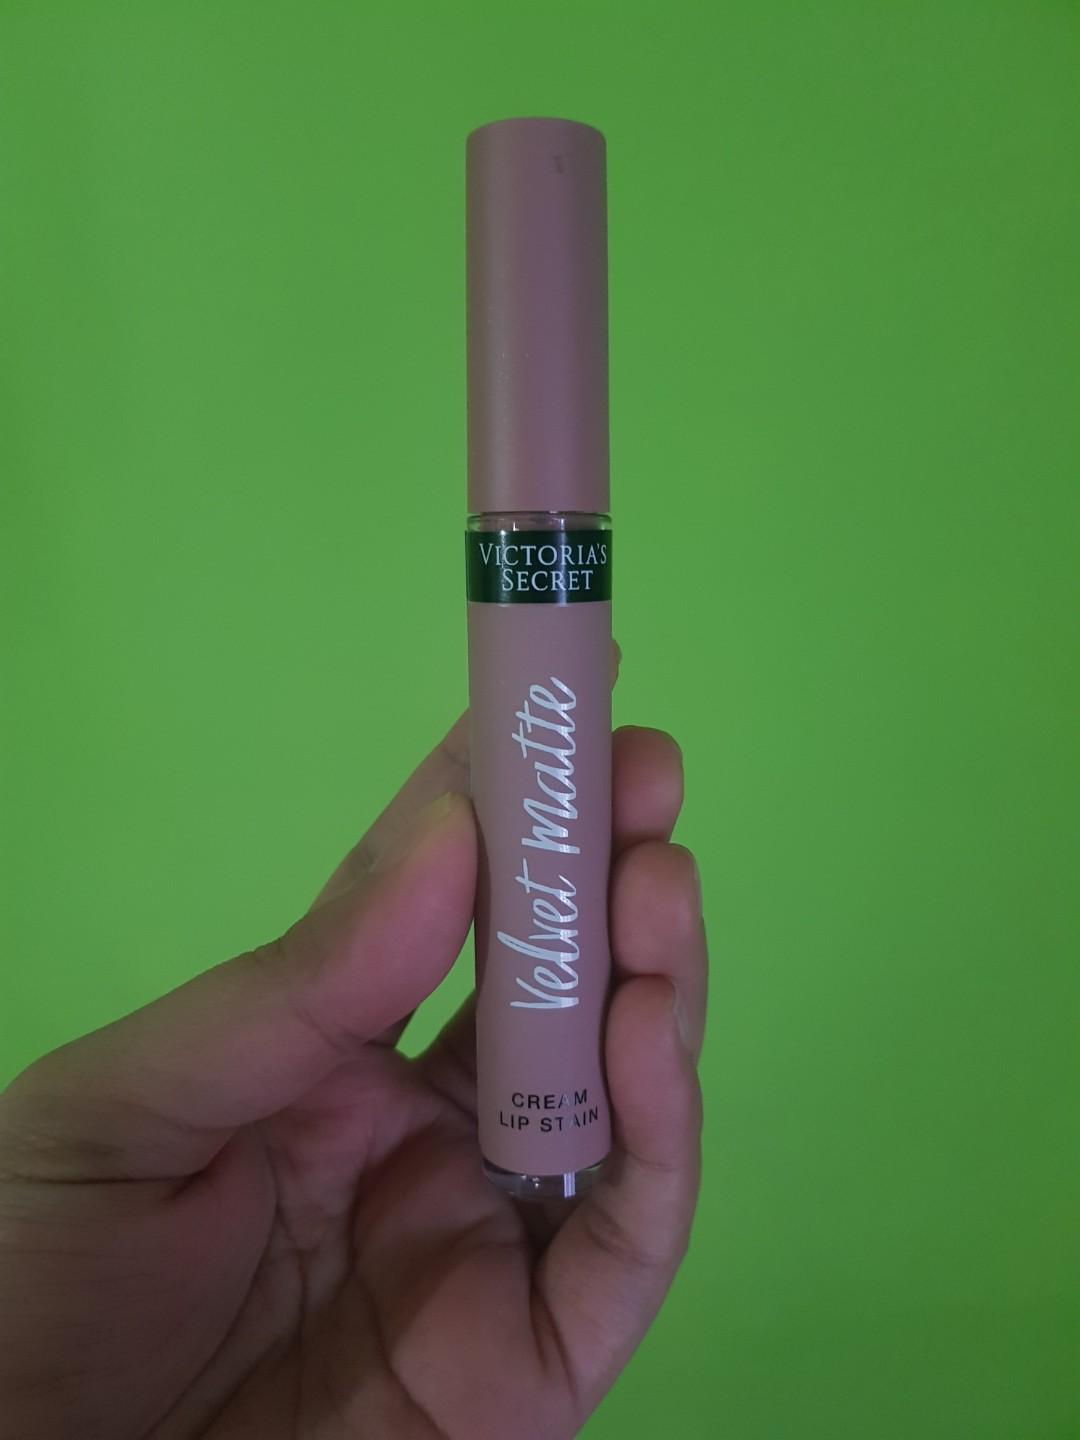 VICTORIA'S
SECRET
Velvet matte
CREAM
LIP STAIN